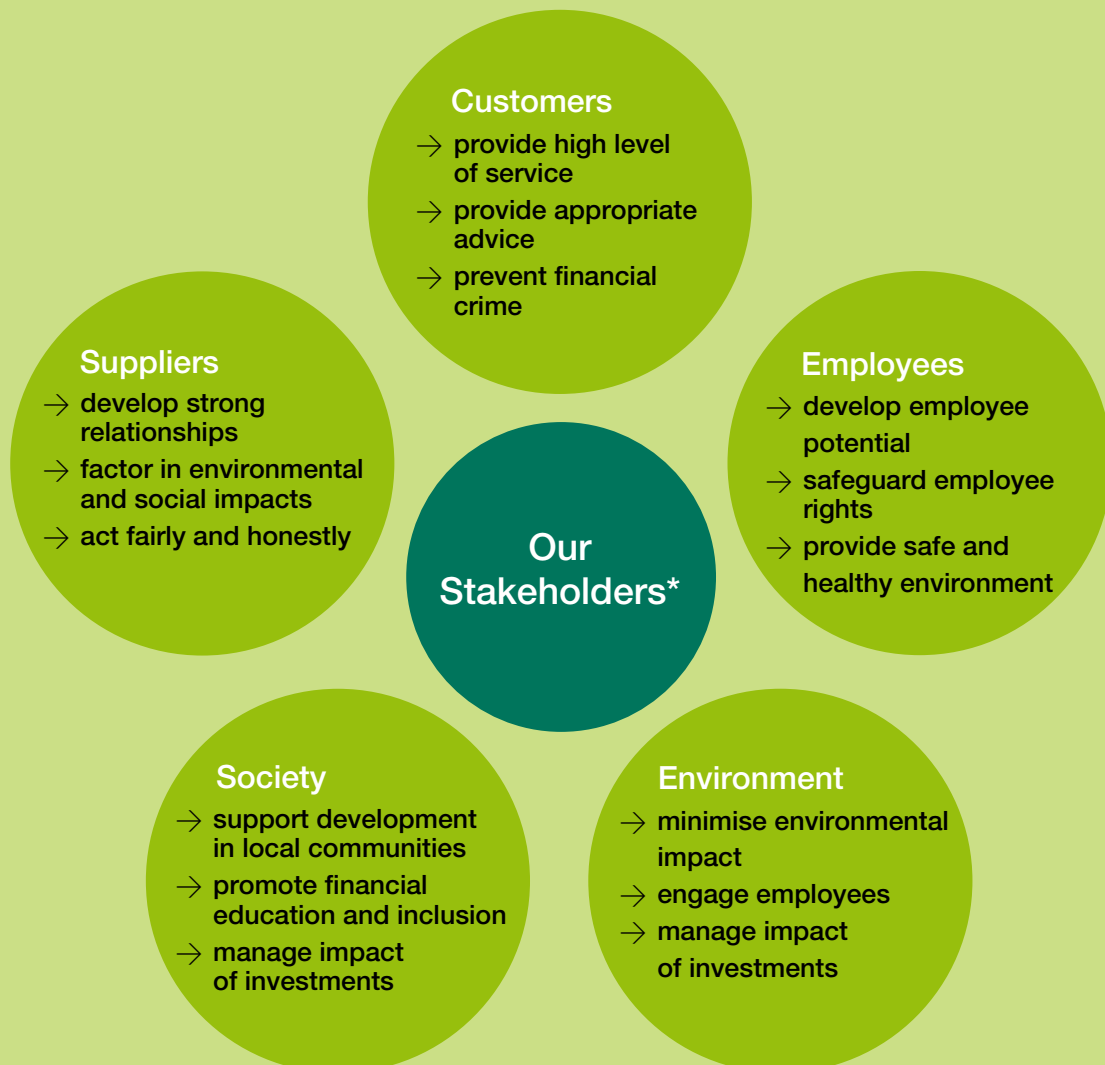 Customers
→ provide high level
of service
→ provide appropriate
advice
→ prevent financial
crime
Suppliers
→ develop strong
relationships
→ factor in environmental
and social impacts
→ act fairly and honestly
Employees
→ develop employee
potential
→ safeguard employee
rights
→ provide safe and
healthy environment
Our
Stakeholders*
Society
→ support development
in local communities
→ promote financial
education and inclusion
→ manage impact
of investments
Environment
→ minimise environmental
impact
→ engage employees
→ manage impact
of investments